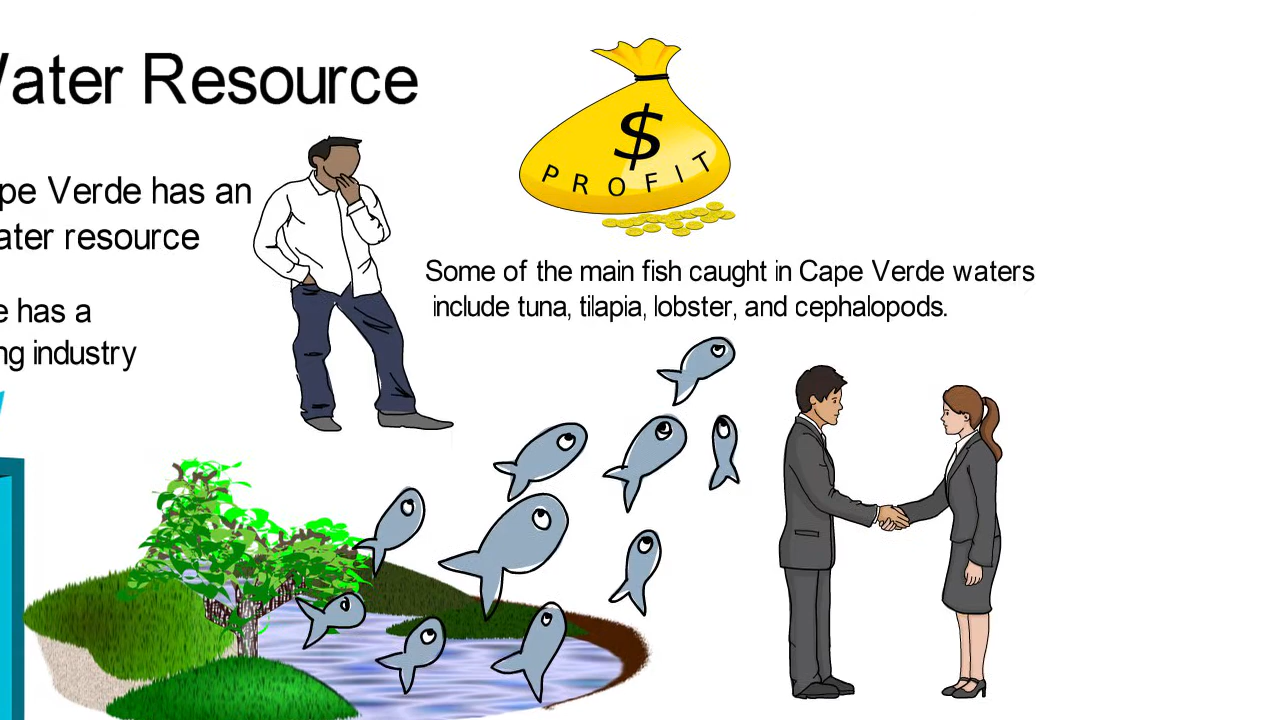 Water Resource
$
PROFIT
pe Verde has an
ater resource
Some of the main fish caught in Cape Verde waters
include tuna, tilapia, lobster, and cephalopods.
e has a
ng industry